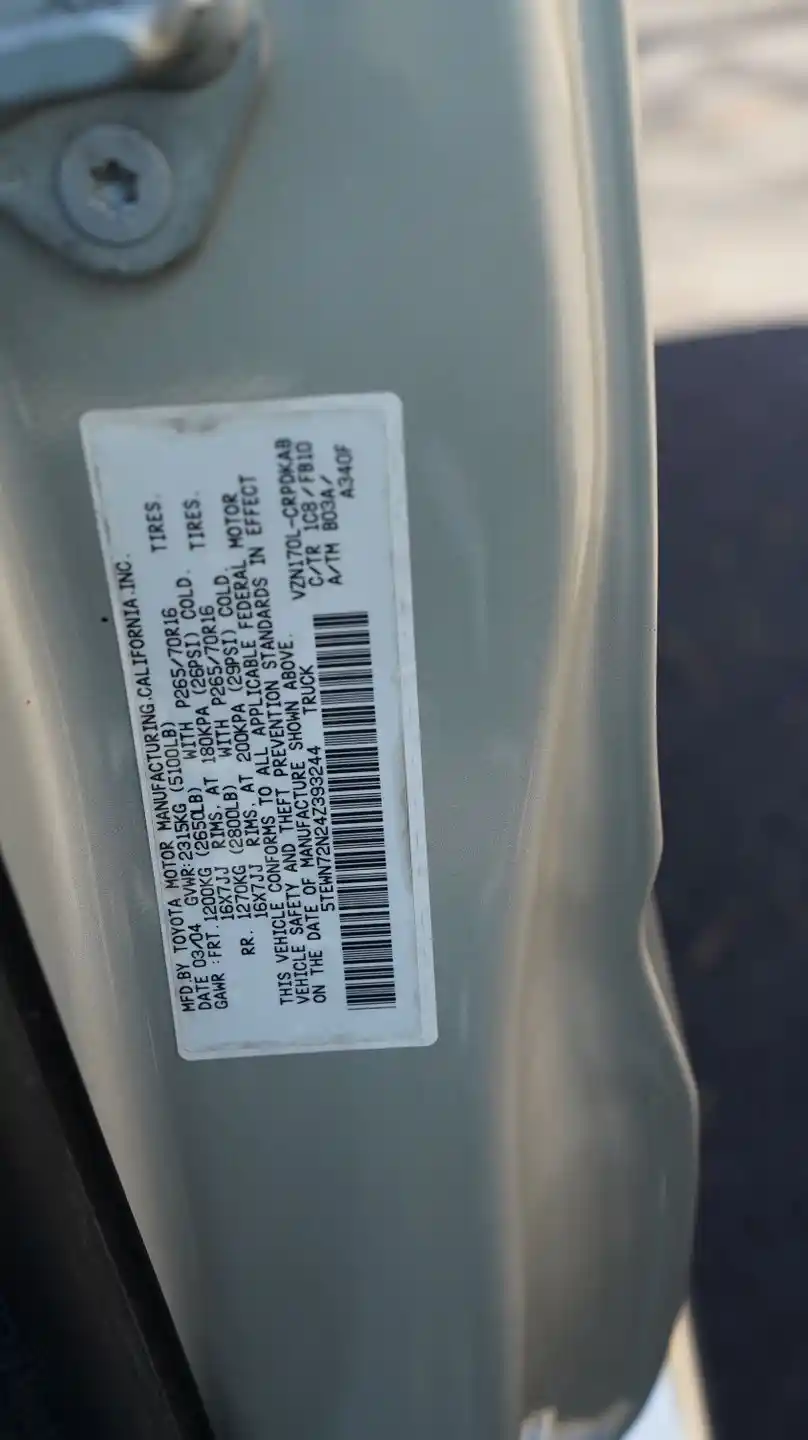 MFD.BY TOYOTA MOTOR MANUFACTURING.CALIFORNIA.INC.
DATE 03/04 GVWR:2315KG (5100LB)
GAWR :FRT.1200KG (2650LB) WITH P265/70R16 TIRES.
16X7JJ RIMS. AT 180KPA (26PSI) COLD.
RR. 1270KG (2800LB) WITH P265/70R16 TIRES.
16X7JJ RIMS. AT 200KPA (29PSI) COLD.
THIS VEHICLE CONFORMS TO ALL APPLICABLE FEDERAL MOTOR
VEHICLE SAFETY AND THEFT PREVENTION STANDARDS IN EFFECT
ON THE DATE OF MANUFACTURE SHOWN ABOVE.
5TEWN72N24Z393244 TRUCK
VZN170L-CRPDKAB
C/TR 1C8/FB10
A/TM B03A/
A340F